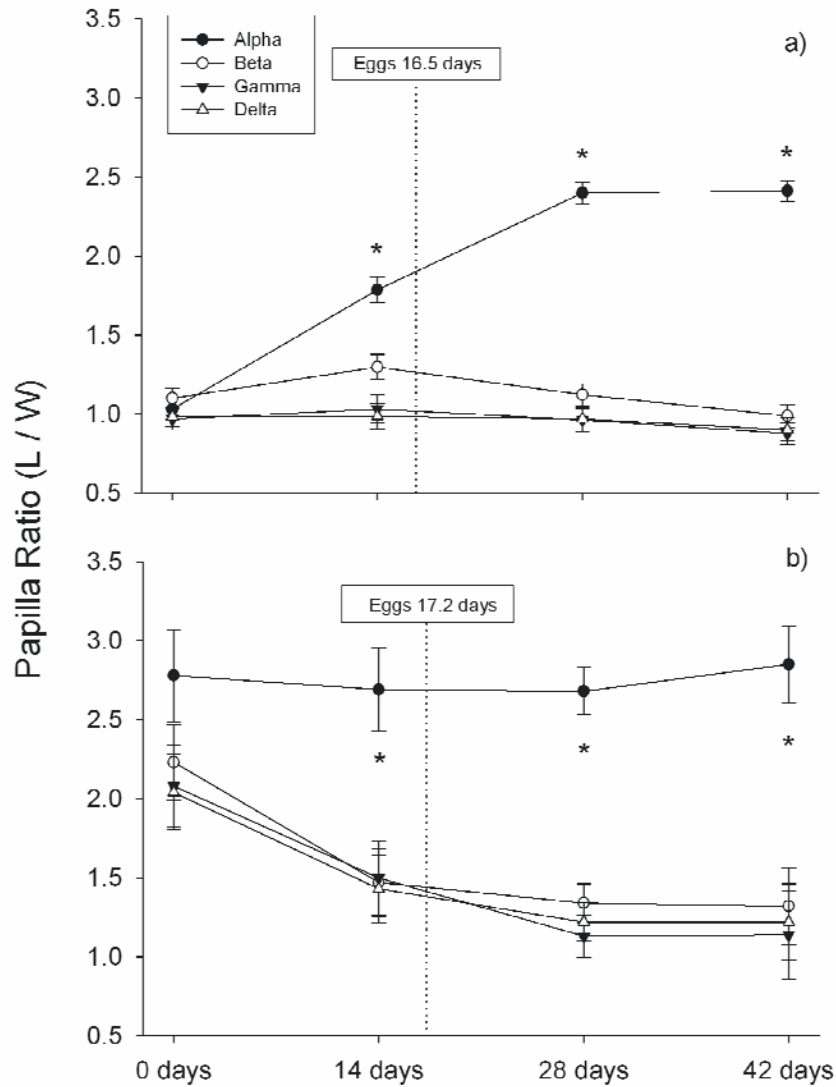 3.5
a)
Alpha
Beta
Gamma
Delta
Eggs 16.5 days
3.0
*
*
2.5
*
2.0
1.5
1.0
0.5
Papilla Ratio (L / W)
3.5
b)
Eggs 17.2 days
3.0
2.5
*
*
*
2.0
1.5
1.0
0.5
0 days
14 days
28 days
42 days